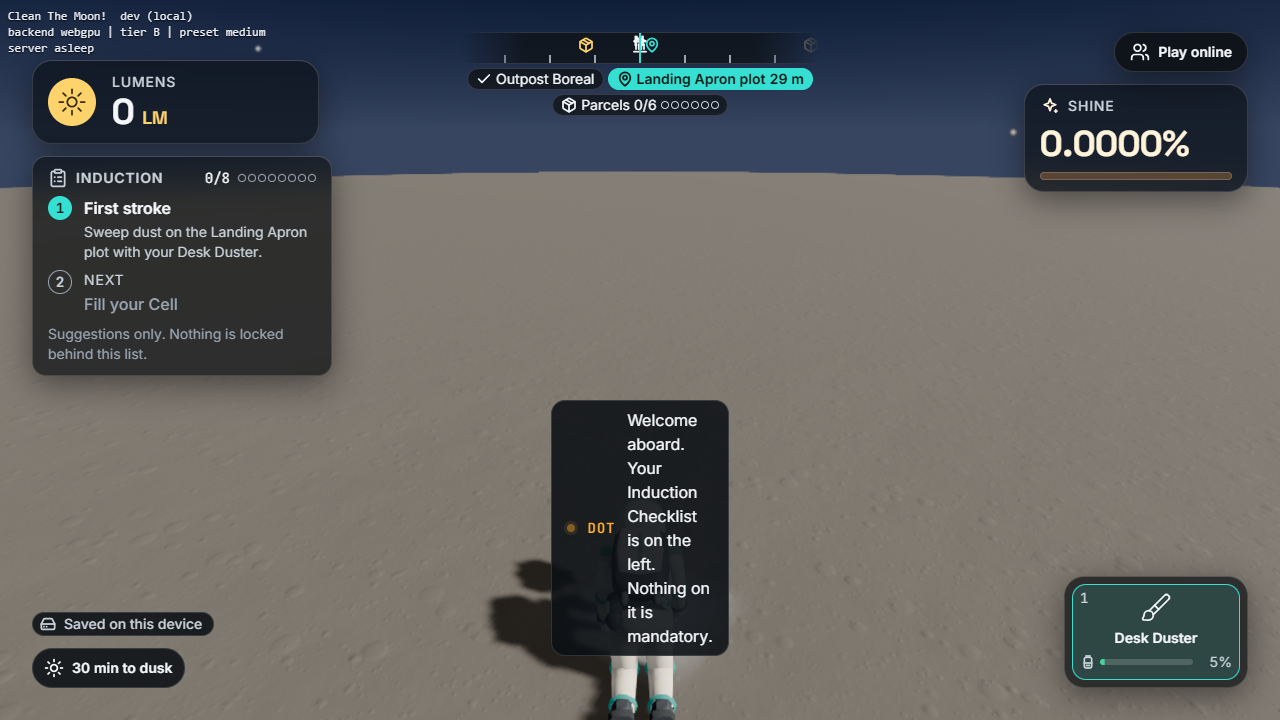 Clean The Moon! dev (local)
backend webgpu | tier B | preset medium
server asleep
LUMENS
0 LM
INDUCTION 0/8
1 First stroke
Sweep dust on the Landing Apron
plot with your Desk Duster.
2 NEXT
Fill your Cell
Suggestions only. Nothing is locked
behind this list.
Outpost Boreal
Landing Apron plot 29 m
Parcels 0/6
Play online
SHINE
0.0000%
DOT
Welcome
aboard.
Your
Induction
Checklist
is on the
left.
Nothing on
it is
mandatory.
Saved on this device
30 min to dusk
1
Desk Duster
5%